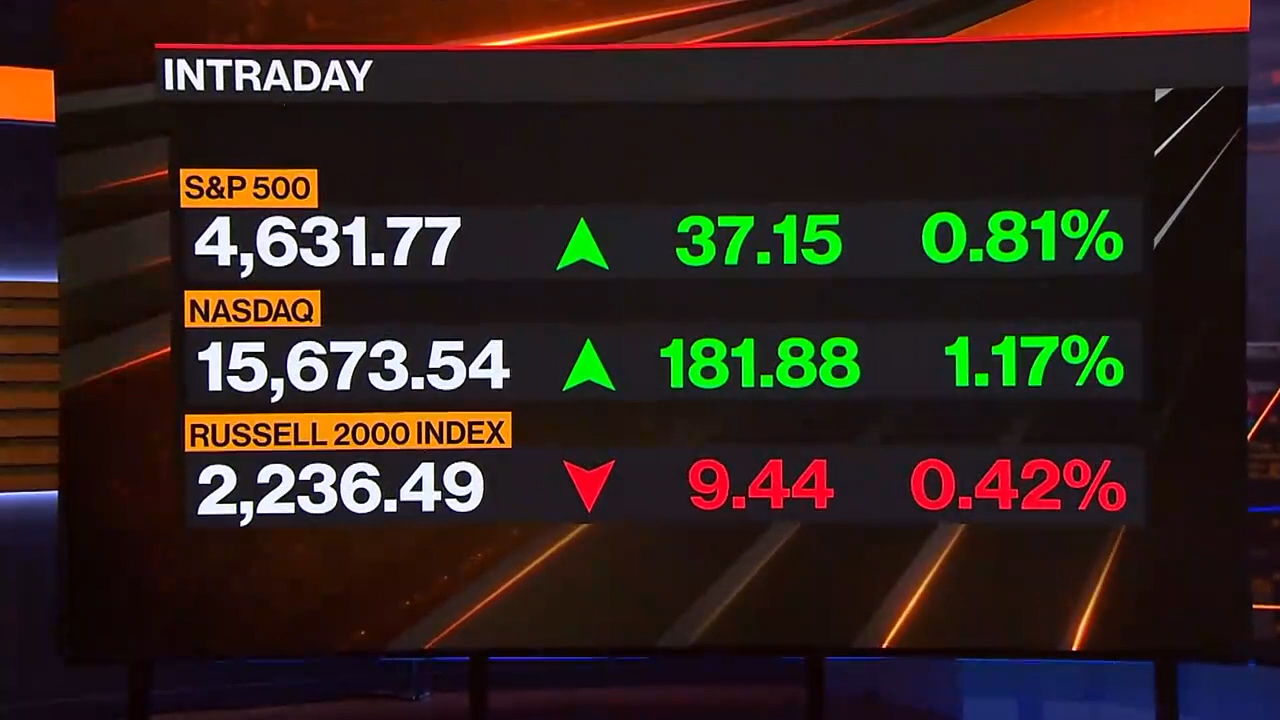 INTRADAY
S&P 500
4,631.77 ▲ 37.15 0.81%
NASDAQ
15,673.54 ▲ 181.88 1.17%
RUSSELL 2000 INDEX
2,236.49 ▼ 9.44 0.42%